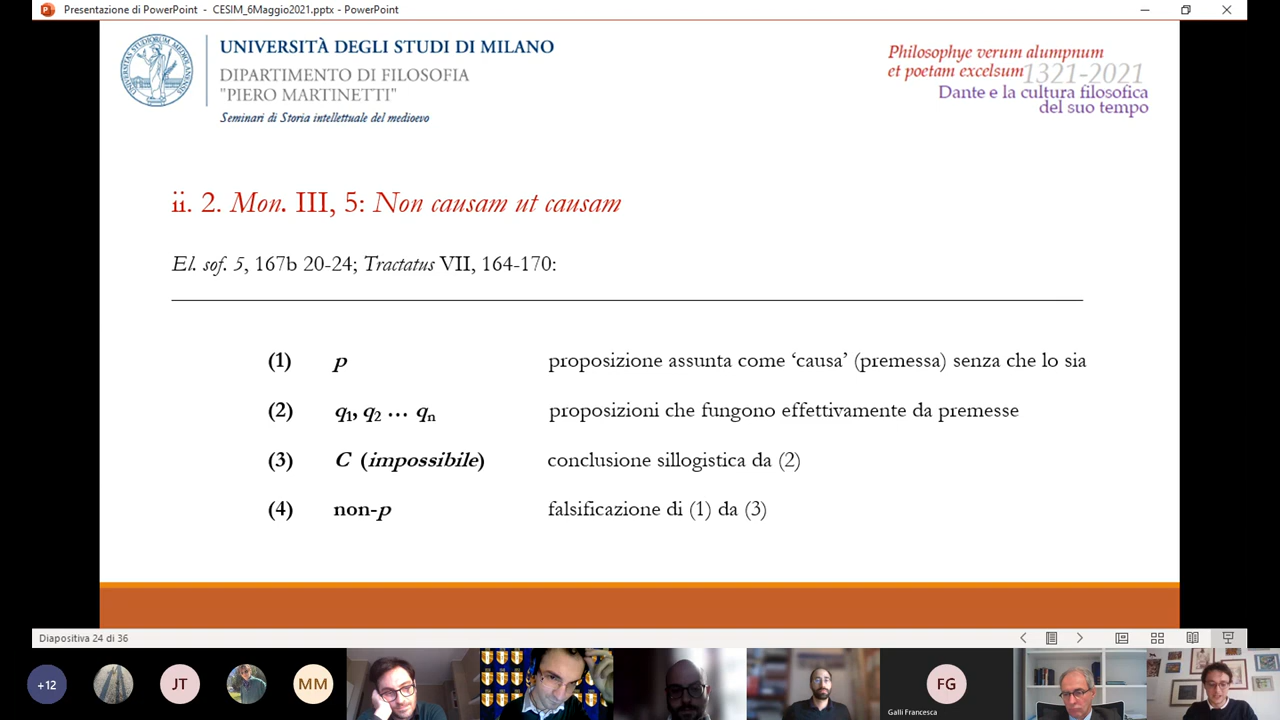 Presentazione di PowerPoint - CESIM_6Maggio2021.pptx - PowerPoint
UNIVERSITÀ DEGLI STUDI DI MILANO
DIPARTIMENTO DI FILOSOFIA
"PIERO MARTINETTI"
Seminari di Storia intellettuale del medioevo
Philosophye verum alumpnum
et poetam excelsum 1321-2021
Dante e la cultura filosofica
del suo tempo
ii. 2. Mon. III, 5: Non causam ut causam
El. sof. 5, 167b 20-24; Tractatus VII, 164-170:
(1) p proposizione assunta come ‘causa’ (premessa) senza che lo sia
(2) q1, q2 … qn proposizioni che fungono effettivamente da premesse
(3) C (impossibile) conclusione sillogistica da (2)
(4) non-p falsificazione di (1) da (3)
Diapositiva 24 di 36
+12
JT
MM
FG
Galli Francesca